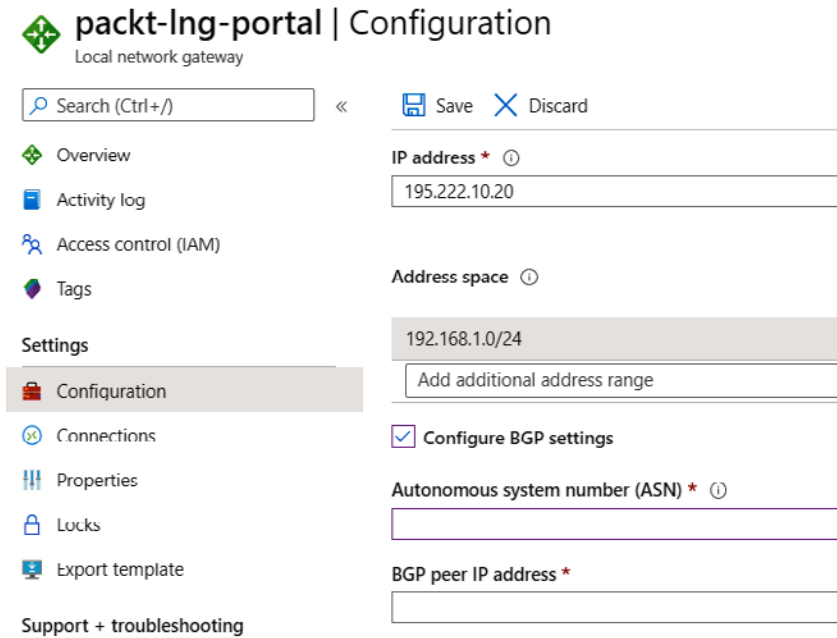 packt-lng-portal | Configuration
Local network gateway
Search (Ctrl+/)
«
Overview
Activity log
Access control (IAM)
Tags
Settings
Configuration
Connections
Properties
Locks
Export template
Support + troubleshooting
Save Discard
IP address *
195.222.10.20
Address space
192.168.1.0/24
Add additional address range
Configure BGP settings
Autonomous system number (ASN) *
BGP peer IP address *